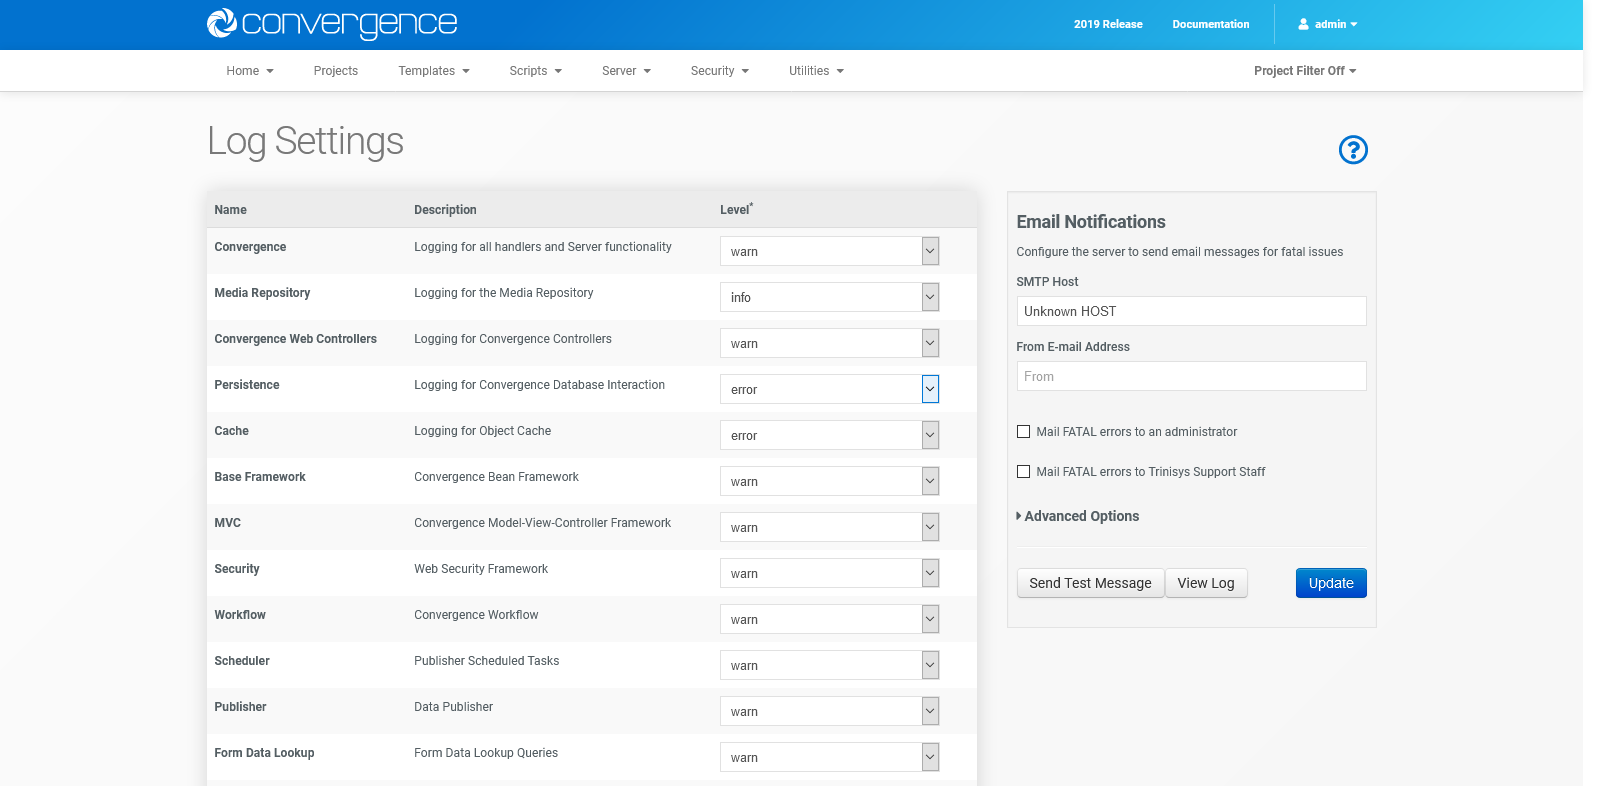 convergence
2019 Release Documentation admin
Home Projects Templates Scripts Server Security Utilities Project Filter Off
Log Settings
Name Description Level*
Convergence Logging for all handlers and Server functionality warn
Media Repository Logging for the Media Repository info
Convergence Web Controllers Logging for Convergence Controllers warn
Persistence Logging for Convergence Database Interaction error
Cache Logging for Object Cache error
Base Framework Convergence Bean Framework warn
MVC Convergence Model-View-Controller Framework warn
Security Web Security Framework warn
Workflow Convergence Workflow warn
Scheduler Publisher Scheduled Tasks warn
Publisher Data Publisher warn
Form Data Lookup Form Data Lookup Queries warn
Email Notifications
Configure the server to send email messages for fatal issues
SMTP Host
Unknown HOST
From E-mail Address
From
Mail FATAL errors to an administrator
Mail FATAL errors to Trinisys Support Staff
Advanced Options
Send Test Message View Log Update